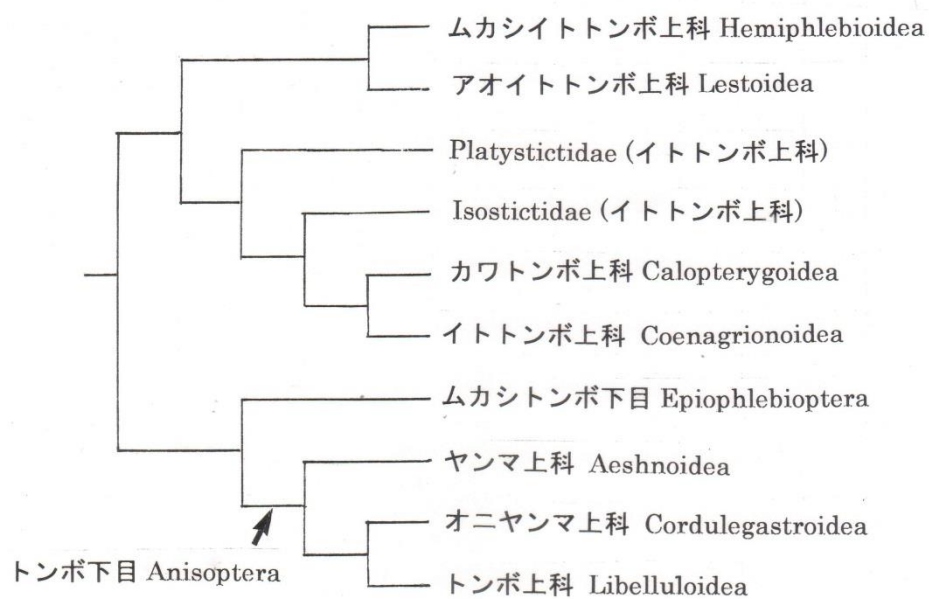 ムカシイトトンボ上科 Hemiphlebioidea
アオイトトンボ上科 Lestoidea
Platystictidae (イトトンボ上科)
Isostictidae (イトトンボ上科)
カワトンボ上科 Calopterygoidea
イトトンボ上科 Coenagrionoidea
ムカシトンボ下目 Epiophlebioptera
ヤンマ上科 Aeshnoidea
オニヤンマ上科 Cordulegastroidea
トンボ下目 Anisoptera
トンボ上科 Libelluloidea